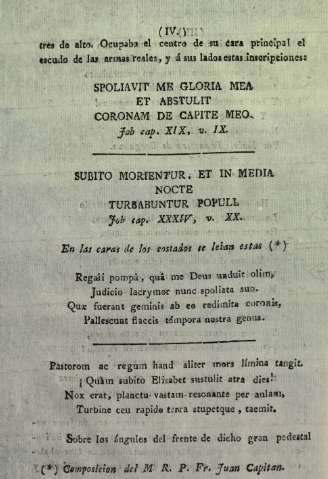 (IV.)
tres de alto. Ocupaba el centro de su cara principal el
escudo de las armas reales, y á sus lados estas inscripciones:
SPOLIAVIT ME GLORIA MEA
ET ABSTULIT
CORONAM DE CAPITE MEO.
Job cap. XIX, v. IX.
SUBITO MORIENTUR, ET IN MEDIA
NOCTE
TURBABUNTUR POPULI.
Job cap. XXXIV, v. XX.
En las caras de los costados se leian estas (*)
Regali pompâ, quâ me Deus induit olim,
Judicio lacrymor nunc spoliata suo.
Quæ fuerant geminis ab eo redimita coronis,
Pallescunt flaccis témpora nostra genus.
Pastorom ac regum haud aliter mors limina tangit.
¡Quàm subito Elisabet sustulit atra dies!
Nox erat, planctu vastam resonante per aulam,
Turbine ceu rapido terra stupetque, taemit.
Sobre los ángulos del frente de dicho gran pedestal
(*) Composicion del M R. P. Fr. Juan Capitan.